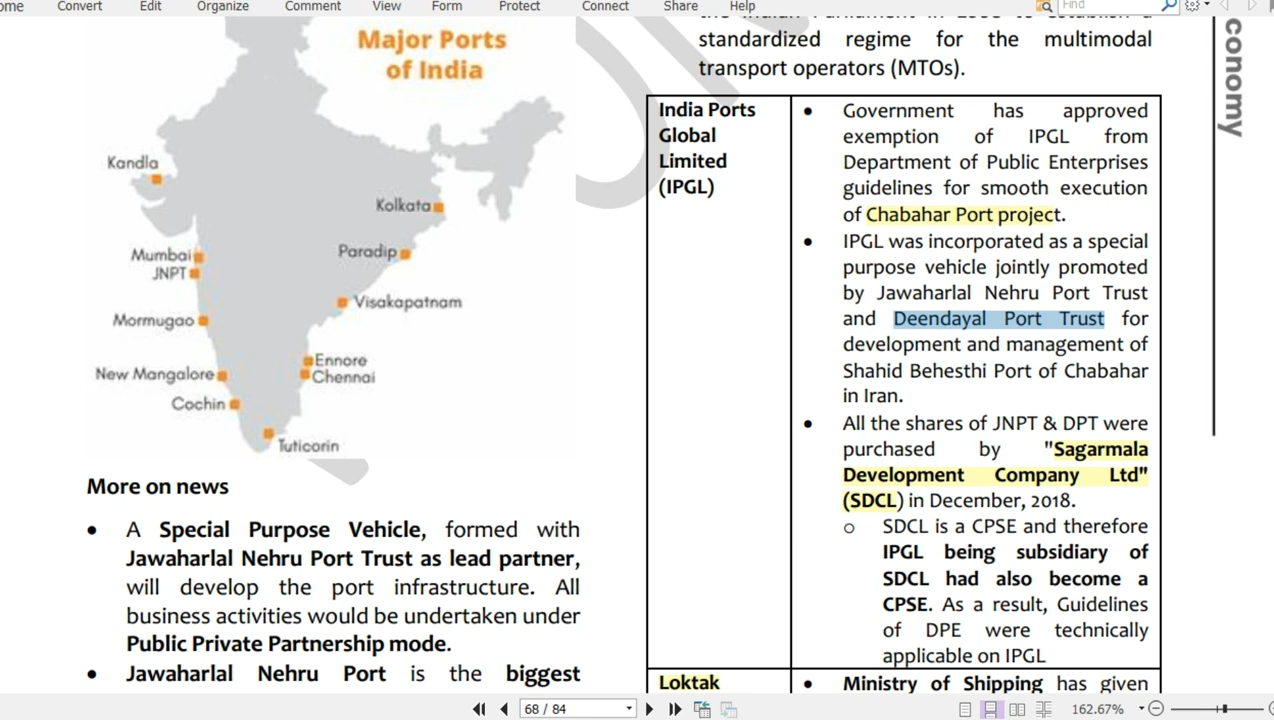 ome Convert Edit Organize Comment View Form Protect Connect Share Help Find
Major Ports
of India
Kandla
Kolkata
Mumbai
Paradip
JNPT
Visakapatnam
Mormugao
Ennore
New Mangalore
Chennai
Cochin
Tuticorin
More on news
• A Special Purpose Vehicle, formed with
Jawaharlal Nehru Port Trust as lead partner,
will develop the port infrastructure. All
business activities would be undertaken under
Public Private Partnership mode.
• Jawaharlal Nehru Port is the biggest
the Indian Parliament in
standardized regime for the multimodal
transport operators (MTOs).
India Ports
Global
Limited
(IPGL)
• Government has approved
exemption of IPGL from
Department of Public Enterprises
guidelines for smooth execution
of Chabahar Port project.
• IPGL was incorporated as a special
purpose vehicle jointly promoted
by Jawaharlal Nehru Port Trust
and Deendayal Port Trust for
development and management of
Shahid Behesthi Port of Chabahar
in Iran.
• All the shares of JNPT & DPT were
purchased by "Sagarmala
Development Company Ltd"
(SDCL) in December, 2018.
o SDCL is a CPSE and therefore
IPGL being subsidiary of
SDCL had also become a
CPSE. As a result, Guidelines
of DPE were technically
applicable on IPGL
Loktak
• Ministry of Shipping has given
conomy
68 / 84
162.67%